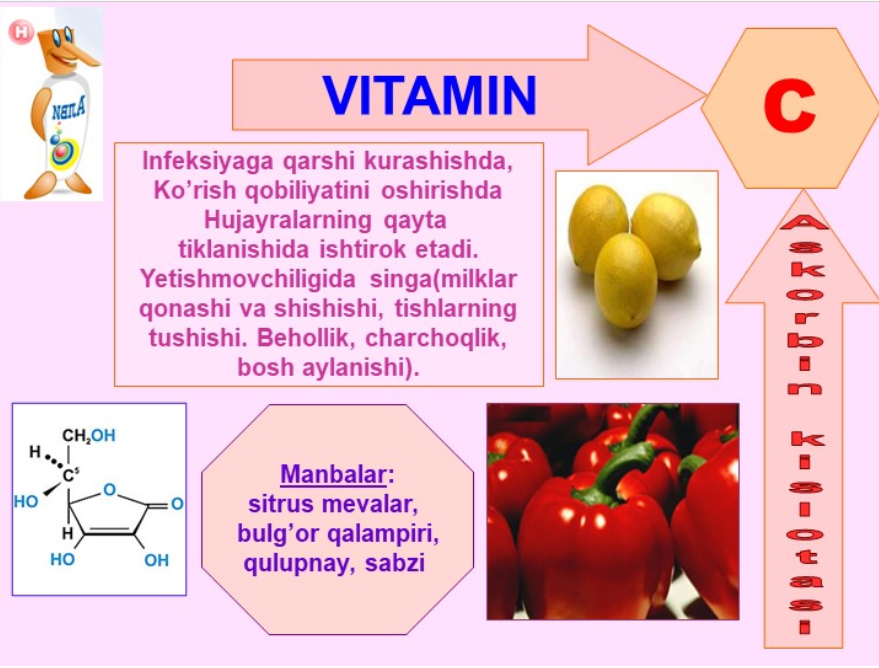 H
VITAMIN
C
Infeksiyaga qarshi kurashishda,
Ko’rish qobiliyatini oshirishda
Hujayralarning qayta
tiklanishida ishtirok etadi.
Yetishmovchiligida singa(milklar
qonashi va shishishi, tishlarning
tushishi. Behollik, charchoqlik,
bosh aylanishi).
Askorbin kislotasi
CH₂OH
H
C⁵
HO
O
O
H
HO
OH
Manbalar:
sitrus mevalar,
bulg’or qalampiri,
qulupnay, sabzi